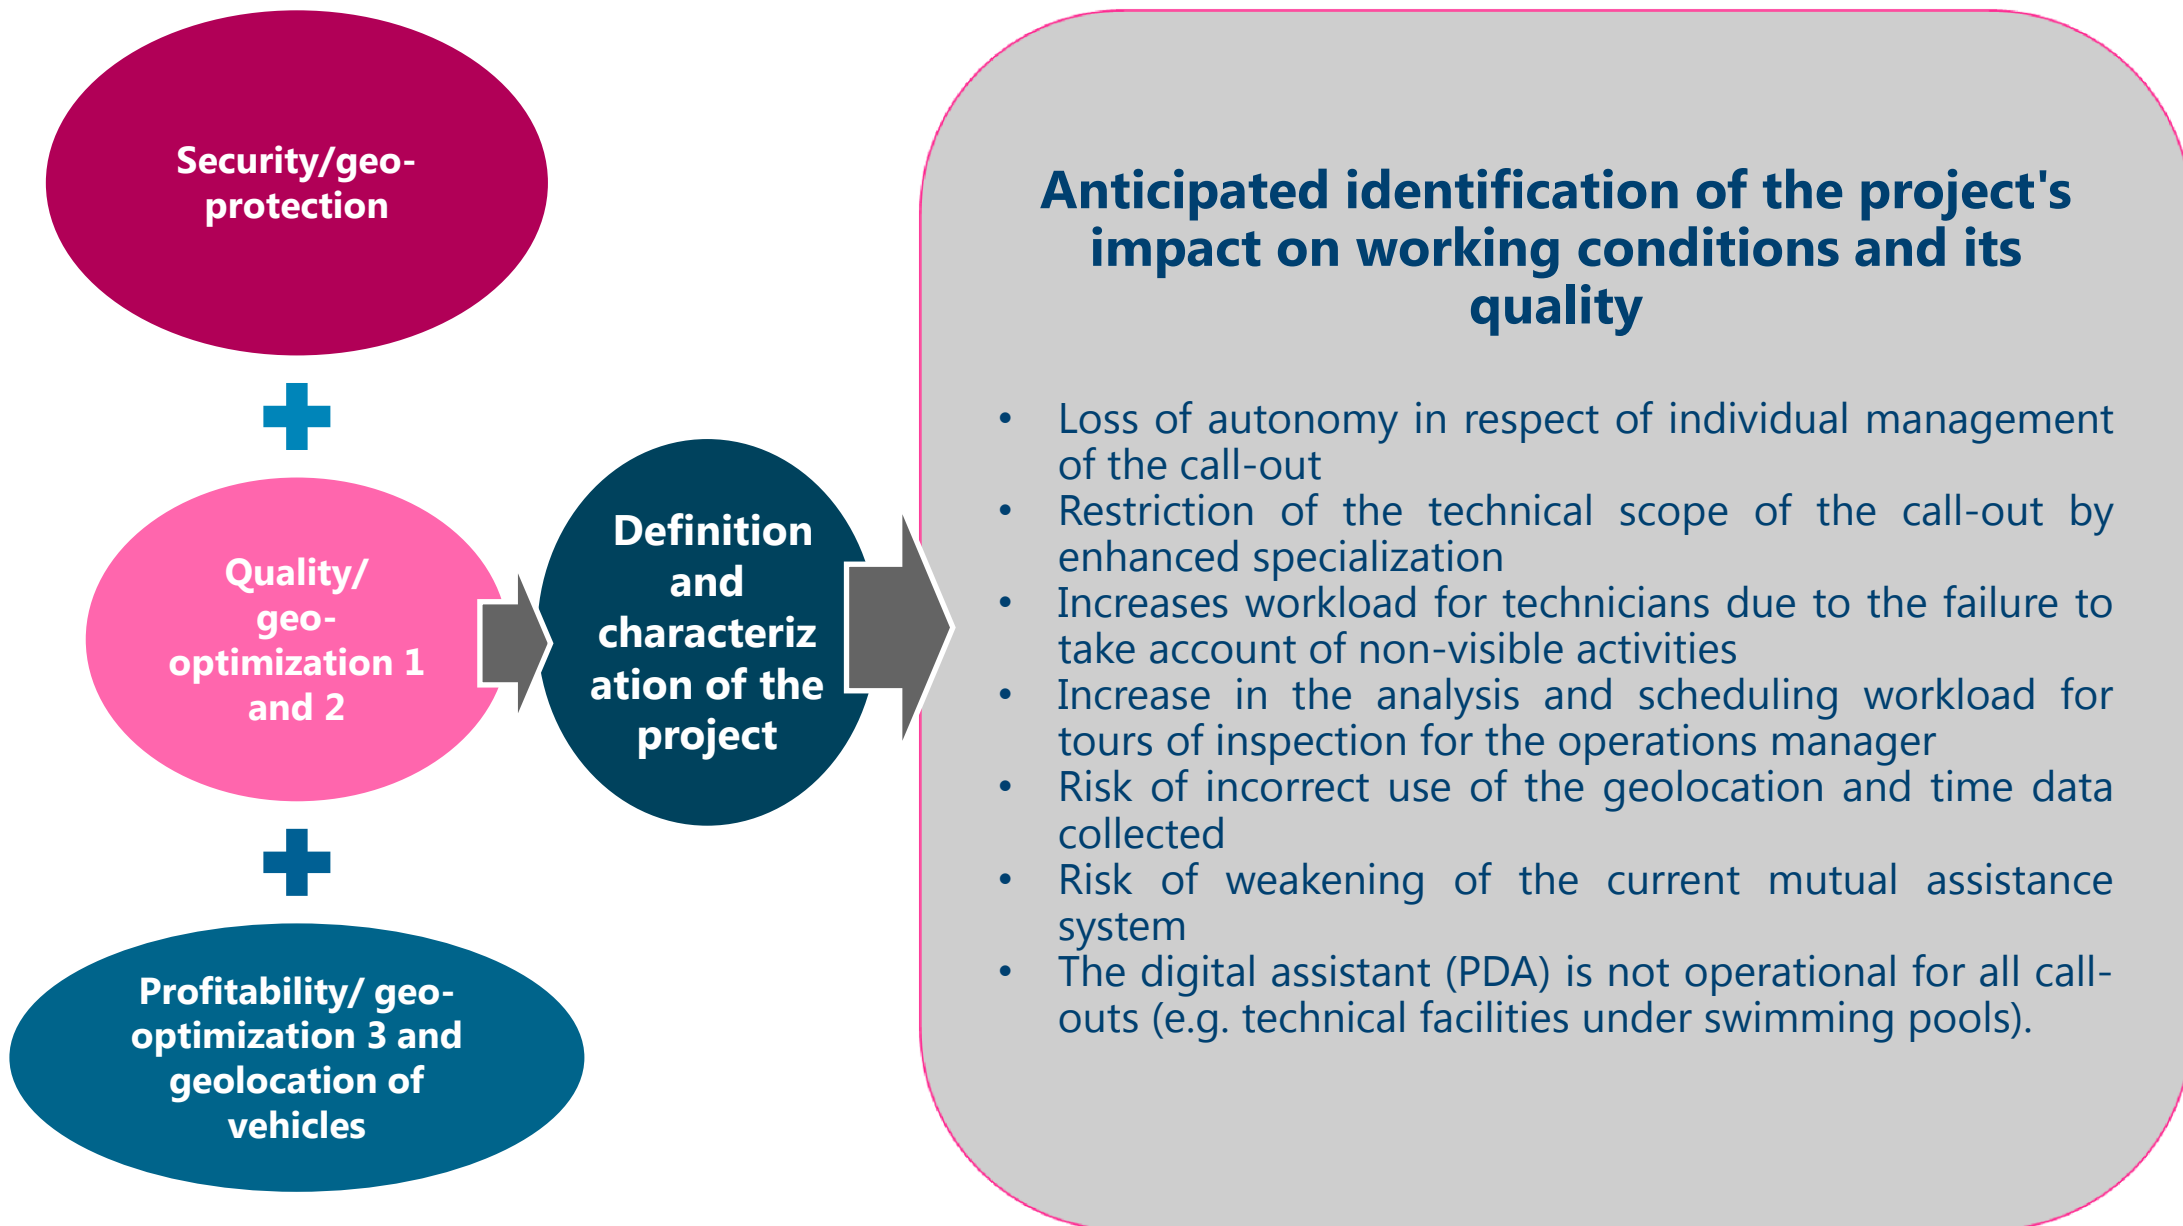 Security/geo-
protection
Quality/
geo-
optimization 1
and 2
Profitability/ geo-
optimization 3 and
geolocation of
vehicles
Definition
and
characteriz
ation of the
project
Anticipated identification of the project's
impact on working conditions and its
quality
• Loss of autonomy in respect of individual management
of the call-out
• Restriction of the technical scope of the call-out by
enhanced specialization
• Increases workload for technicians due to the failure to
take account of non-visible activities
• Increase in the analysis and scheduling workload for
tours of inspection for the operations manager
• Risk of incorrect use of the geolocation and time data
collected
• Risk of weakening of the current mutual assistance
system
• The digital assistant (PDA) is not operational for all call-
outs (e.g. technical facilities under swimming pools).